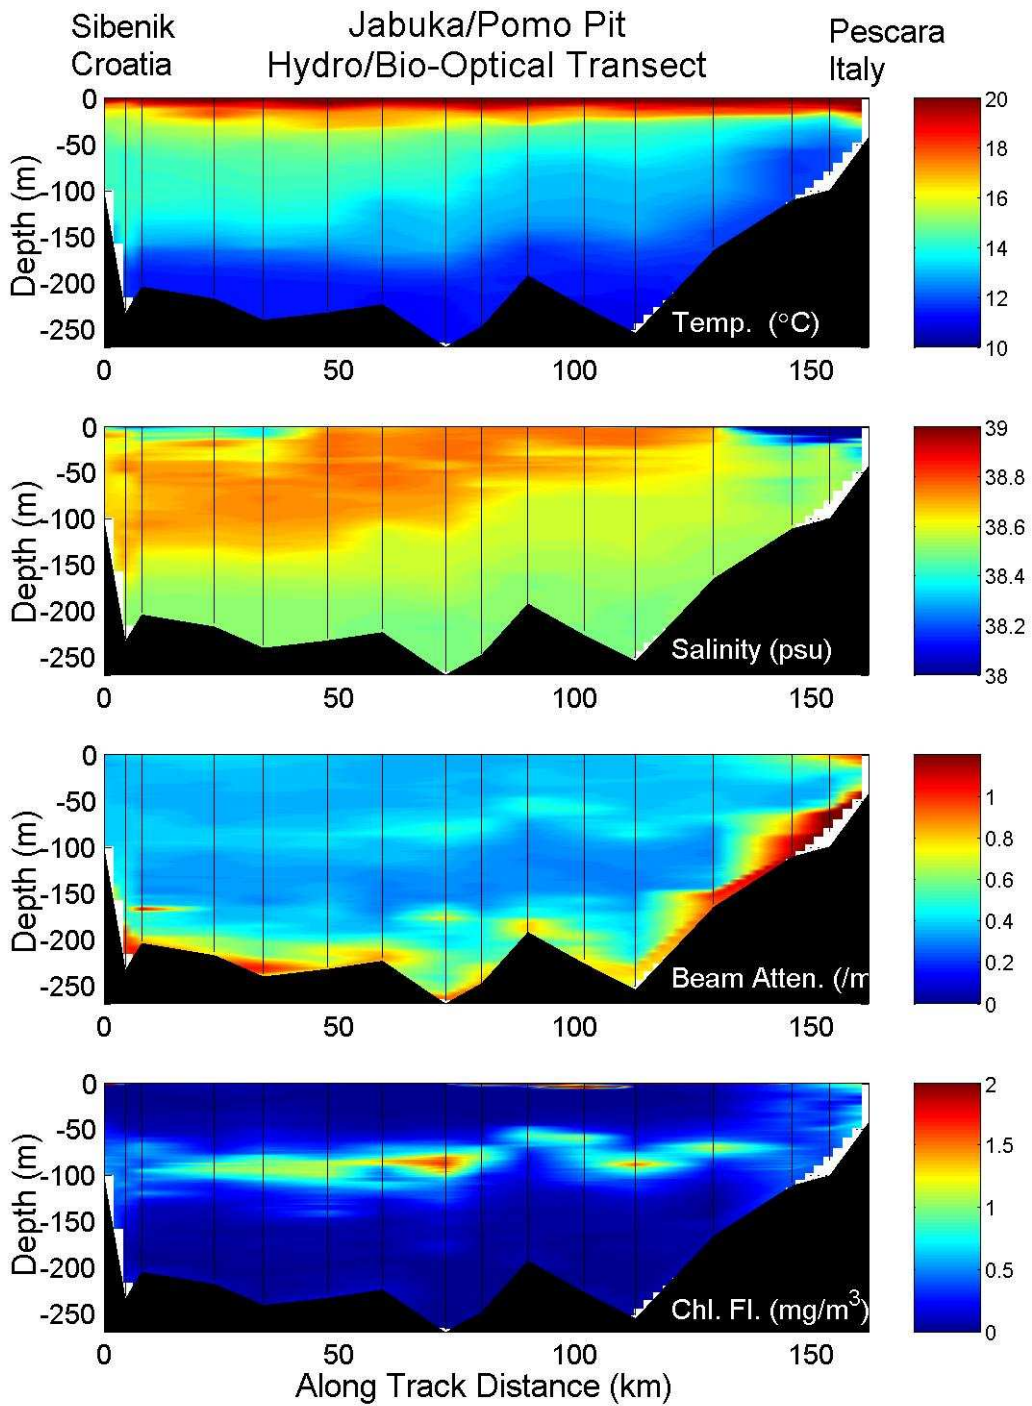 Sibenik
Croatia
Jabuka/Pomo Pit
Hydro/Bio-Optical Transect
Pescara
Italy
Depth (m)
0
-50
-100
-150
-200
-250
Temp. (°C)
0 50 100 150
20
18
16
14
12
10
Depth (m)
0
-50
-100
-150
-200
-250
Salinity (psu)
0 50 100 150
39
38.8
38.6
38.4
38.2
38
Depth (m)
0
-50
-100
-150
-200
-250
Beam Atten. (/m
0 50 100 150
1
0.8
0.6
0.4
0.2
0
Depth (m)
0
-50
-100
-150
-200
-250
Chl. Fl. (mg/m³)
0 50 100 150
2
1.5
1
0.5
0
Along Track Distance (km)